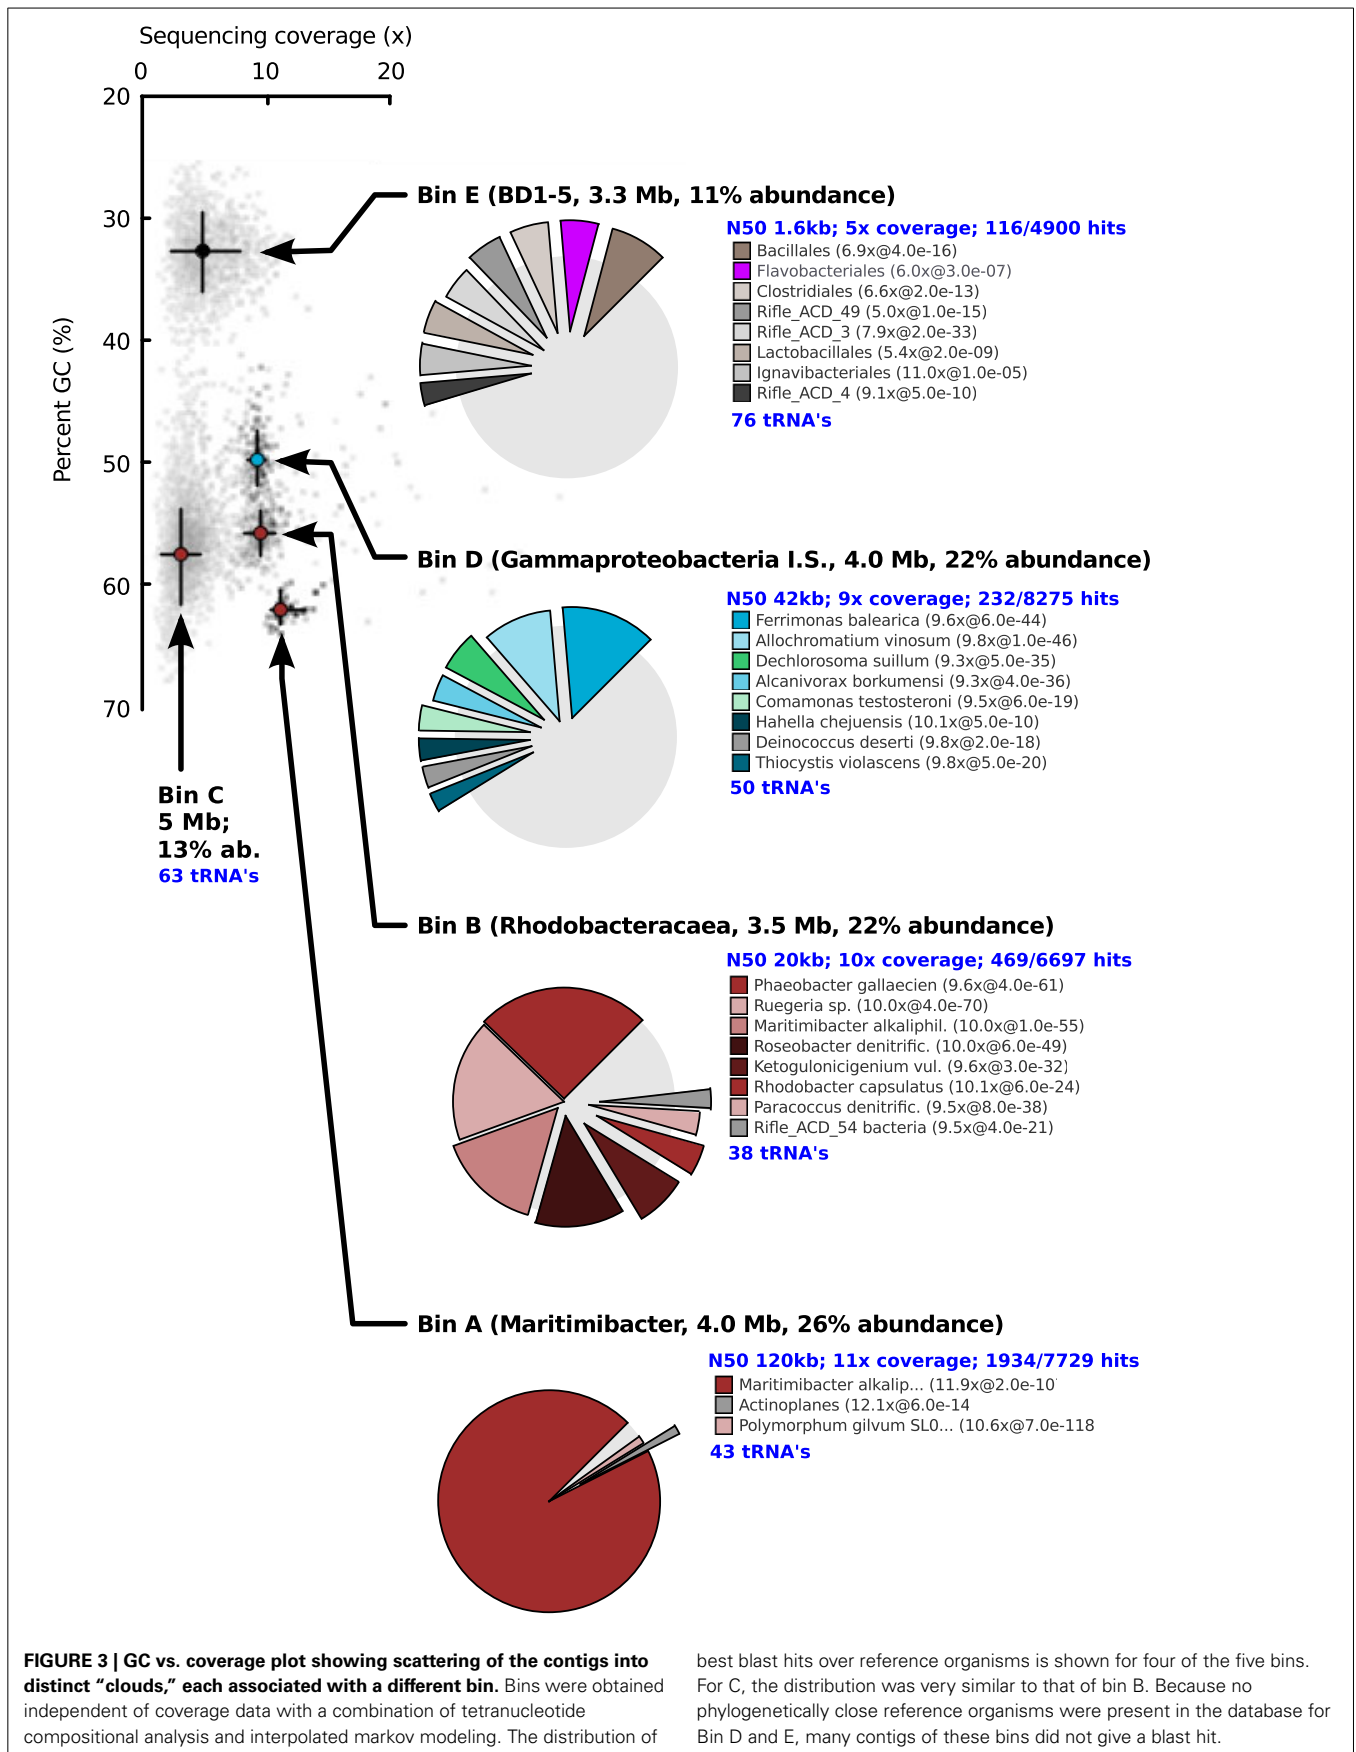 Sequencing coverage (x)
0 10 20
20
30
40
50
60
70
Percent GC (%)
Bin E (BD1-5, 3.3 Mb, 11% abundance)
N50 1.6kb; 5x coverage; 116/4900 hits
Bacillales (6.9x@4.0e-16)
Flavobacteriales (6.0x@3.0e-07)
Clostridiales (6.6x@2.0e-13)
Rifle_ACD_49 (5.0x@1.0e-15)
Rifle_ACD_3 (7.9x@2.0e-33)
Lactobacillales (5.4x@2.0e-09)
Ignavibacteriales (11.0x@1.0e-05)
Rifle_ACD_4 (9.1x@5.0e-10)
76 tRNA's
Bin D (Gammaproteobacteria I.S., 4.0 Mb, 22% abundance)
N50 42kb; 9x coverage; 232/8275 hits
Ferrimonas balearica (9.6x@6.0e-44)
Allochromatium vinosum (9.8x@1.0e-46)
Dechlorosoma suillum (9.3x@5.0e-35)
Alcanivorax borkumensi (9.3x@4.0e-36)
Comamonas testosteroni (9.5x@6.0e-19)
Hahella chejuensis (10.1x@5.0e-10)
Deinococcus deserti (9.8x@2.0e-18)
Thiocystis violascens (9.8x@5.0e-20)
50 tRNA's
Bin C
5 Mb;
13% ab.
63 tRNA's
Bin B (Rhodobacteracaea, 3.5 Mb, 22% abundance)
N50 20kb; 10x coverage; 469/6697 hits
Phaeobacter gallaecien (9.6x@4.0e-61)
Ruegeria sp. (10.0x@4.0e-70)
Maritimibacter alkaliphil. (10.0x@1.0e-55)
Roseobacter denitrific. (10.0x@6.0e-49)
Ketogulonicigenium vul. (9.6x@3.0e-32)
Rhodobacter capsulatus (10.1x@6.0e-24)
Paracoccus denitrific. (9.5x@8.0e-38)
Rifle_ACD_54 bacteria (9.5x@4.0e-21)
38 tRNA's
Bin A (Maritimibacter, 4.0 Mb, 26% abundance)
N50 120kb; 11x coverage; 1934/7729 hits
Maritimibacter alkalip... (11.9x@2.0e-10
Actinoplanes (12.1x@6.0e-14
Polymorphum gilvum SL0... (10.6x@7.0e-118
43 tRNA's
FIGURE 3 | GC vs. coverage plot showing scattering of the contigs into
distinct “clouds,” each associated with a different bin. Bins were obtained
independent of coverage data with a combination of tetranucleotide
compositional analysis and interpolated markov modeling. The distribution of
best blast hits over reference organisms is shown for four of the five bins.
For C, the distribution was very similar to that of bin B. Because no
phylogenetically close reference organisms were present in the database for
Bin D and E, many contigs of these bins did not give a blast hit.